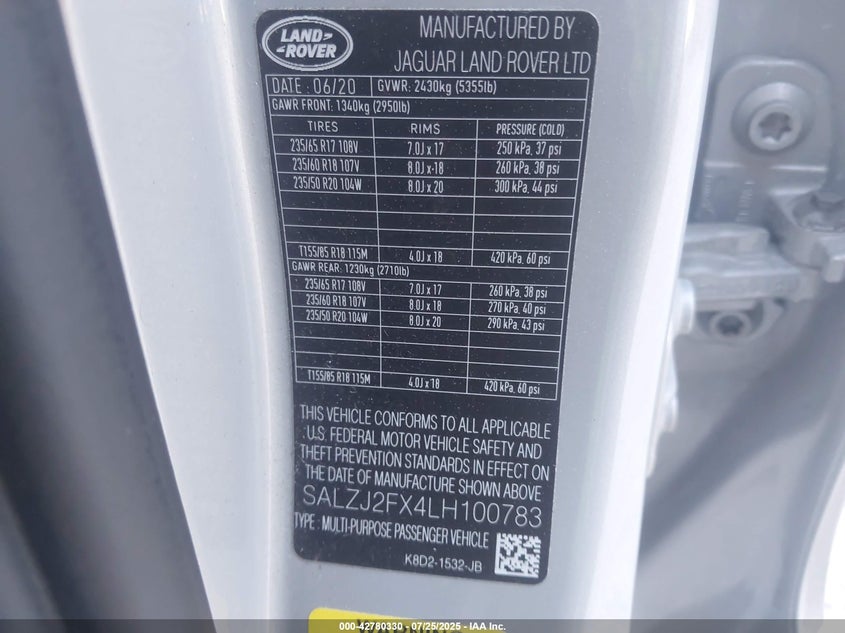 LAND
ROVER
MANUFACTURED BY
JAGUAR LAND ROVER LTD
DATE : 06/20 GVWR: 2430kg (5355lb)
GAWR FRONT: 1340kg (2950lb)
TIRES RIMS PRESSURE (COLD)
235/65 R17 108V 7.0J x 17 250 kPa, 37 psi
235/60 R18 107V 8.0J x-18 260 kPa, 38 psi
235/50 R20 104W 8.0J x 20 300 kPa, 44 psi
T155/85 R18 115M 4.0J x 18 420 kPa, 60 psi
GAWR REAR: 1230kg (2710lb)
235/65 R17 108V 7.0J x 17 260 kPa, 38 psi
235/60 R18 107V 8.0J x 18 270 kPa, 40 psi
235/50 R20 104W 8.0J x 20 290 kPa, 43 psi
T155/85 R18 115M 4.0J x 18 420 kPa, 60 psi
THIS VEHICLE CONFORMS TO ALL APPLICABLE
U.S. FEDERAL MOTOR VEHICLE SAFETY AND
THEFT PREVENTION STANDARDS IN EFFECT ON
THE DATE OF MANUFACTURE SHOWN ABOVE
SALZJ2FX4LH100783
TYPE : MULTI-PURPOSE PASSENGER VEHICLE
K8D2-1532-JB
WARNING
000-42780330 - 07/25/2025 - IAA Inc.